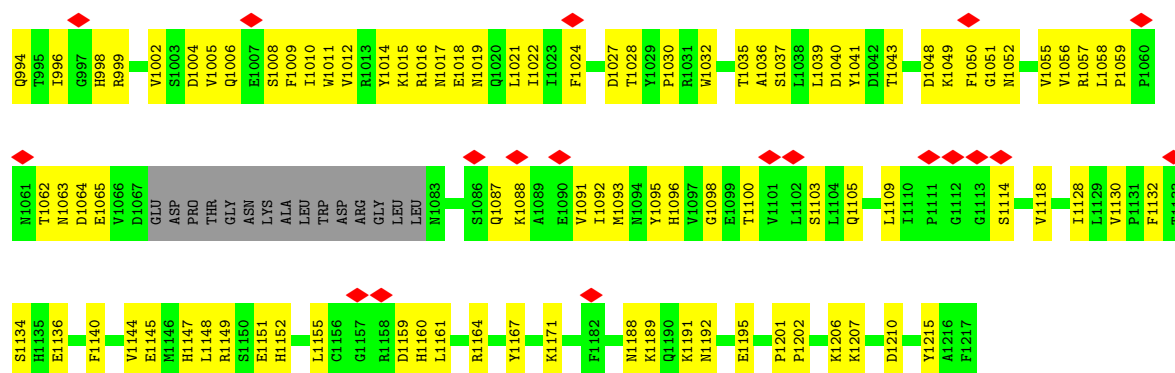 Q994 T995 I996 G997 H998 R999 V1002 S1003 D1004 V1005 Q1006 E1007 S1008 F1009 I1010 W1011 V1012 R1013 Y1014 K1015 R1016 N1017 E1018 N1019 Q1020 L1021 I1022 I1023 F1024 D1027 T1028 Y1029 P1030 R1031 W1032 T1035 A1036 S1037 L1038 L1039 D1040 Y1041 D1042 T1043 D1048 K1049 F1050 G1051 N1052 V1055 V1056 R1057 L1058 P1059 P1060
N1061 T1062 N1063 D1064 E1065 V1066 D1067 GLU ASP PRO THR GLY ASN LYS ALA LEU TRP ASP ARG GLY LEU LEU N1083 S1086 Q1087 K1088 A1089 E1090 V1091 I1092 M1093 N1094 Y1095 H1096 V1097 G1098 E1099 T1100 V1101 L1102 S1103 L1104 Q1105 L1109 T1110 P1111 G1112 G1113 S1114 V1118 I1128 L1129 V1130 P1131 F1132
S1134 H1135 E1136 F1140 V1144 E1145 M1146 H1147 L1148 R1149 S1150 E1151 H1152 L1155 C1156 G1157 R1158 D1159 H1160 L1161 R1164 Y1167 K1171 F1182 N1188 K1189 Q1190 K1191 N1192 E1195 P1201 P1202 K1206 K1207 D1210 Y1215 A1216 F1217